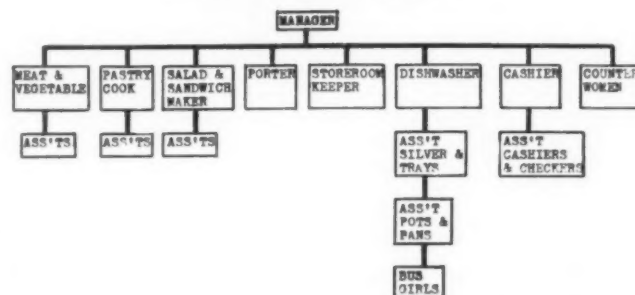 MANAGER
MEAT &
VEGETABLE
PASTRY
COOK
SALAD &
SANDWICH
MAKER
PORTER
STOREROOM
KEEPER
DISHWASHER
CASHIER
COUNTER
WOMEN
ASS'TS
ASS'TS
ASS'TS
ASS'T
SILVER &
TRAYS
ASS'T
CASHIERS
& CHECKERS
ASS'T
POTS &
PANS
BUS
GIRLS